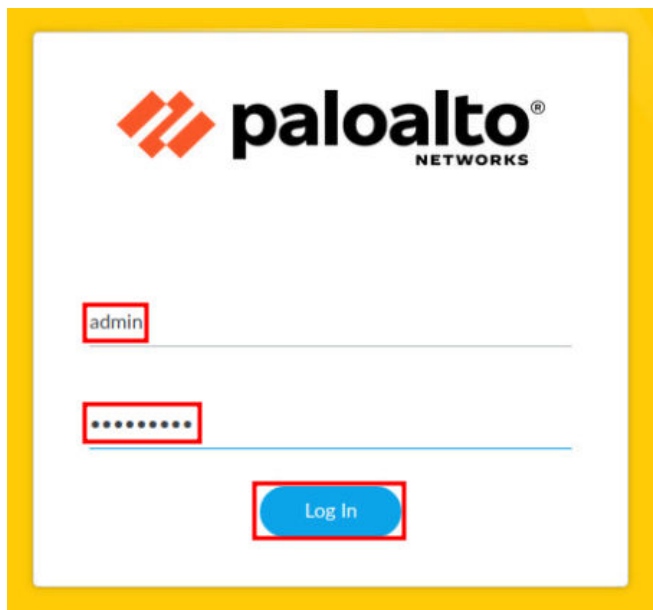 paloalto®
NETWORKS
admin
•••••••••
Log In